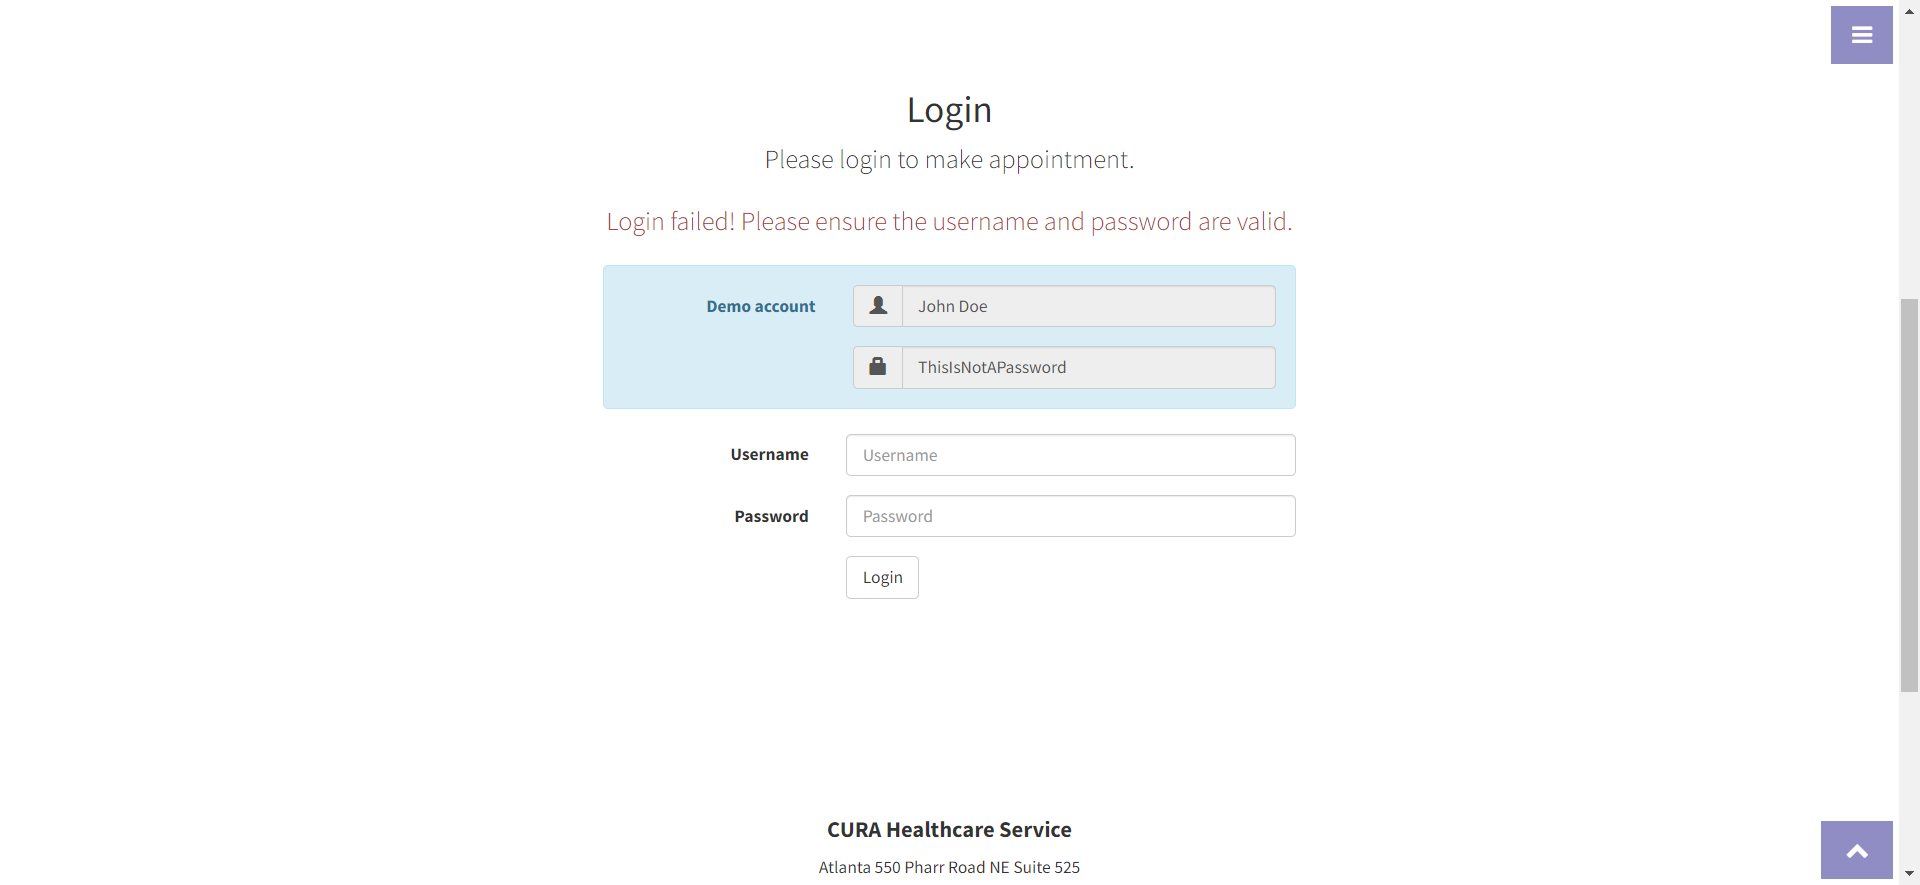 Login
Please login to make appointment.
Login failed! Please ensure the username and password are valid.
Demo account
John Doe
ThisIsNotAPassword
Username
Username
Password
Password
Login
CURA Healthcare Service
Atlanta 550 Pharr Road NE Suite 525